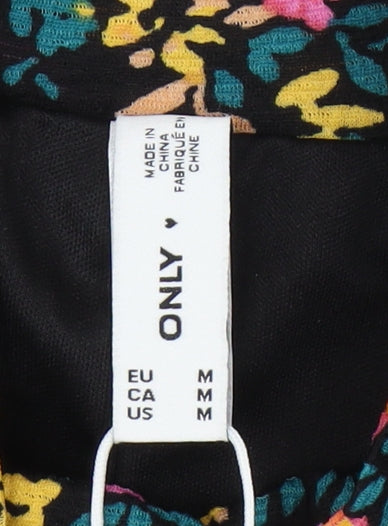 MADE IN
CHINA
FABRIQUÉ EN
CHINE
ONLY ♥
EU M
CA M
US M